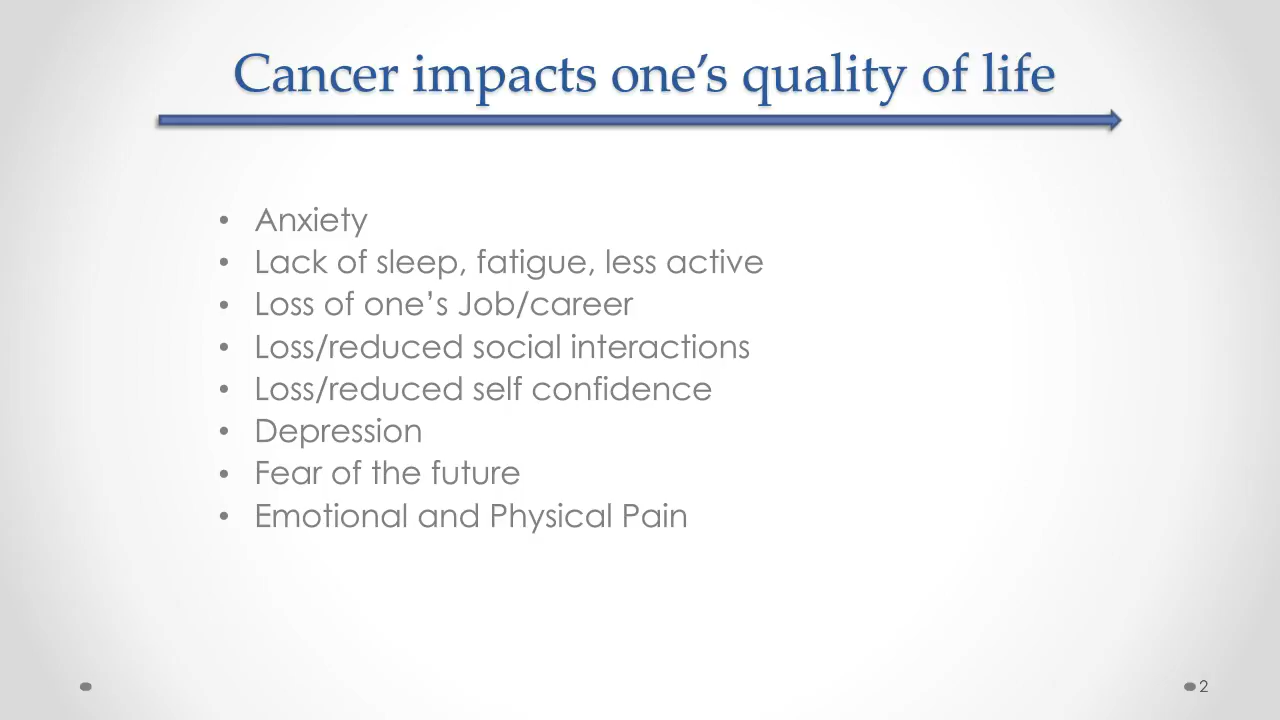 Cancer impacts one’s quality of life
• Anxiety
• Lack of sleep, fatigue, less active
• Loss of one’s Job/career
• Loss/reduced social interactions
• Loss/reduced self confidence
• Depression
• Fear of the future
• Emotional and Physical Pain
2